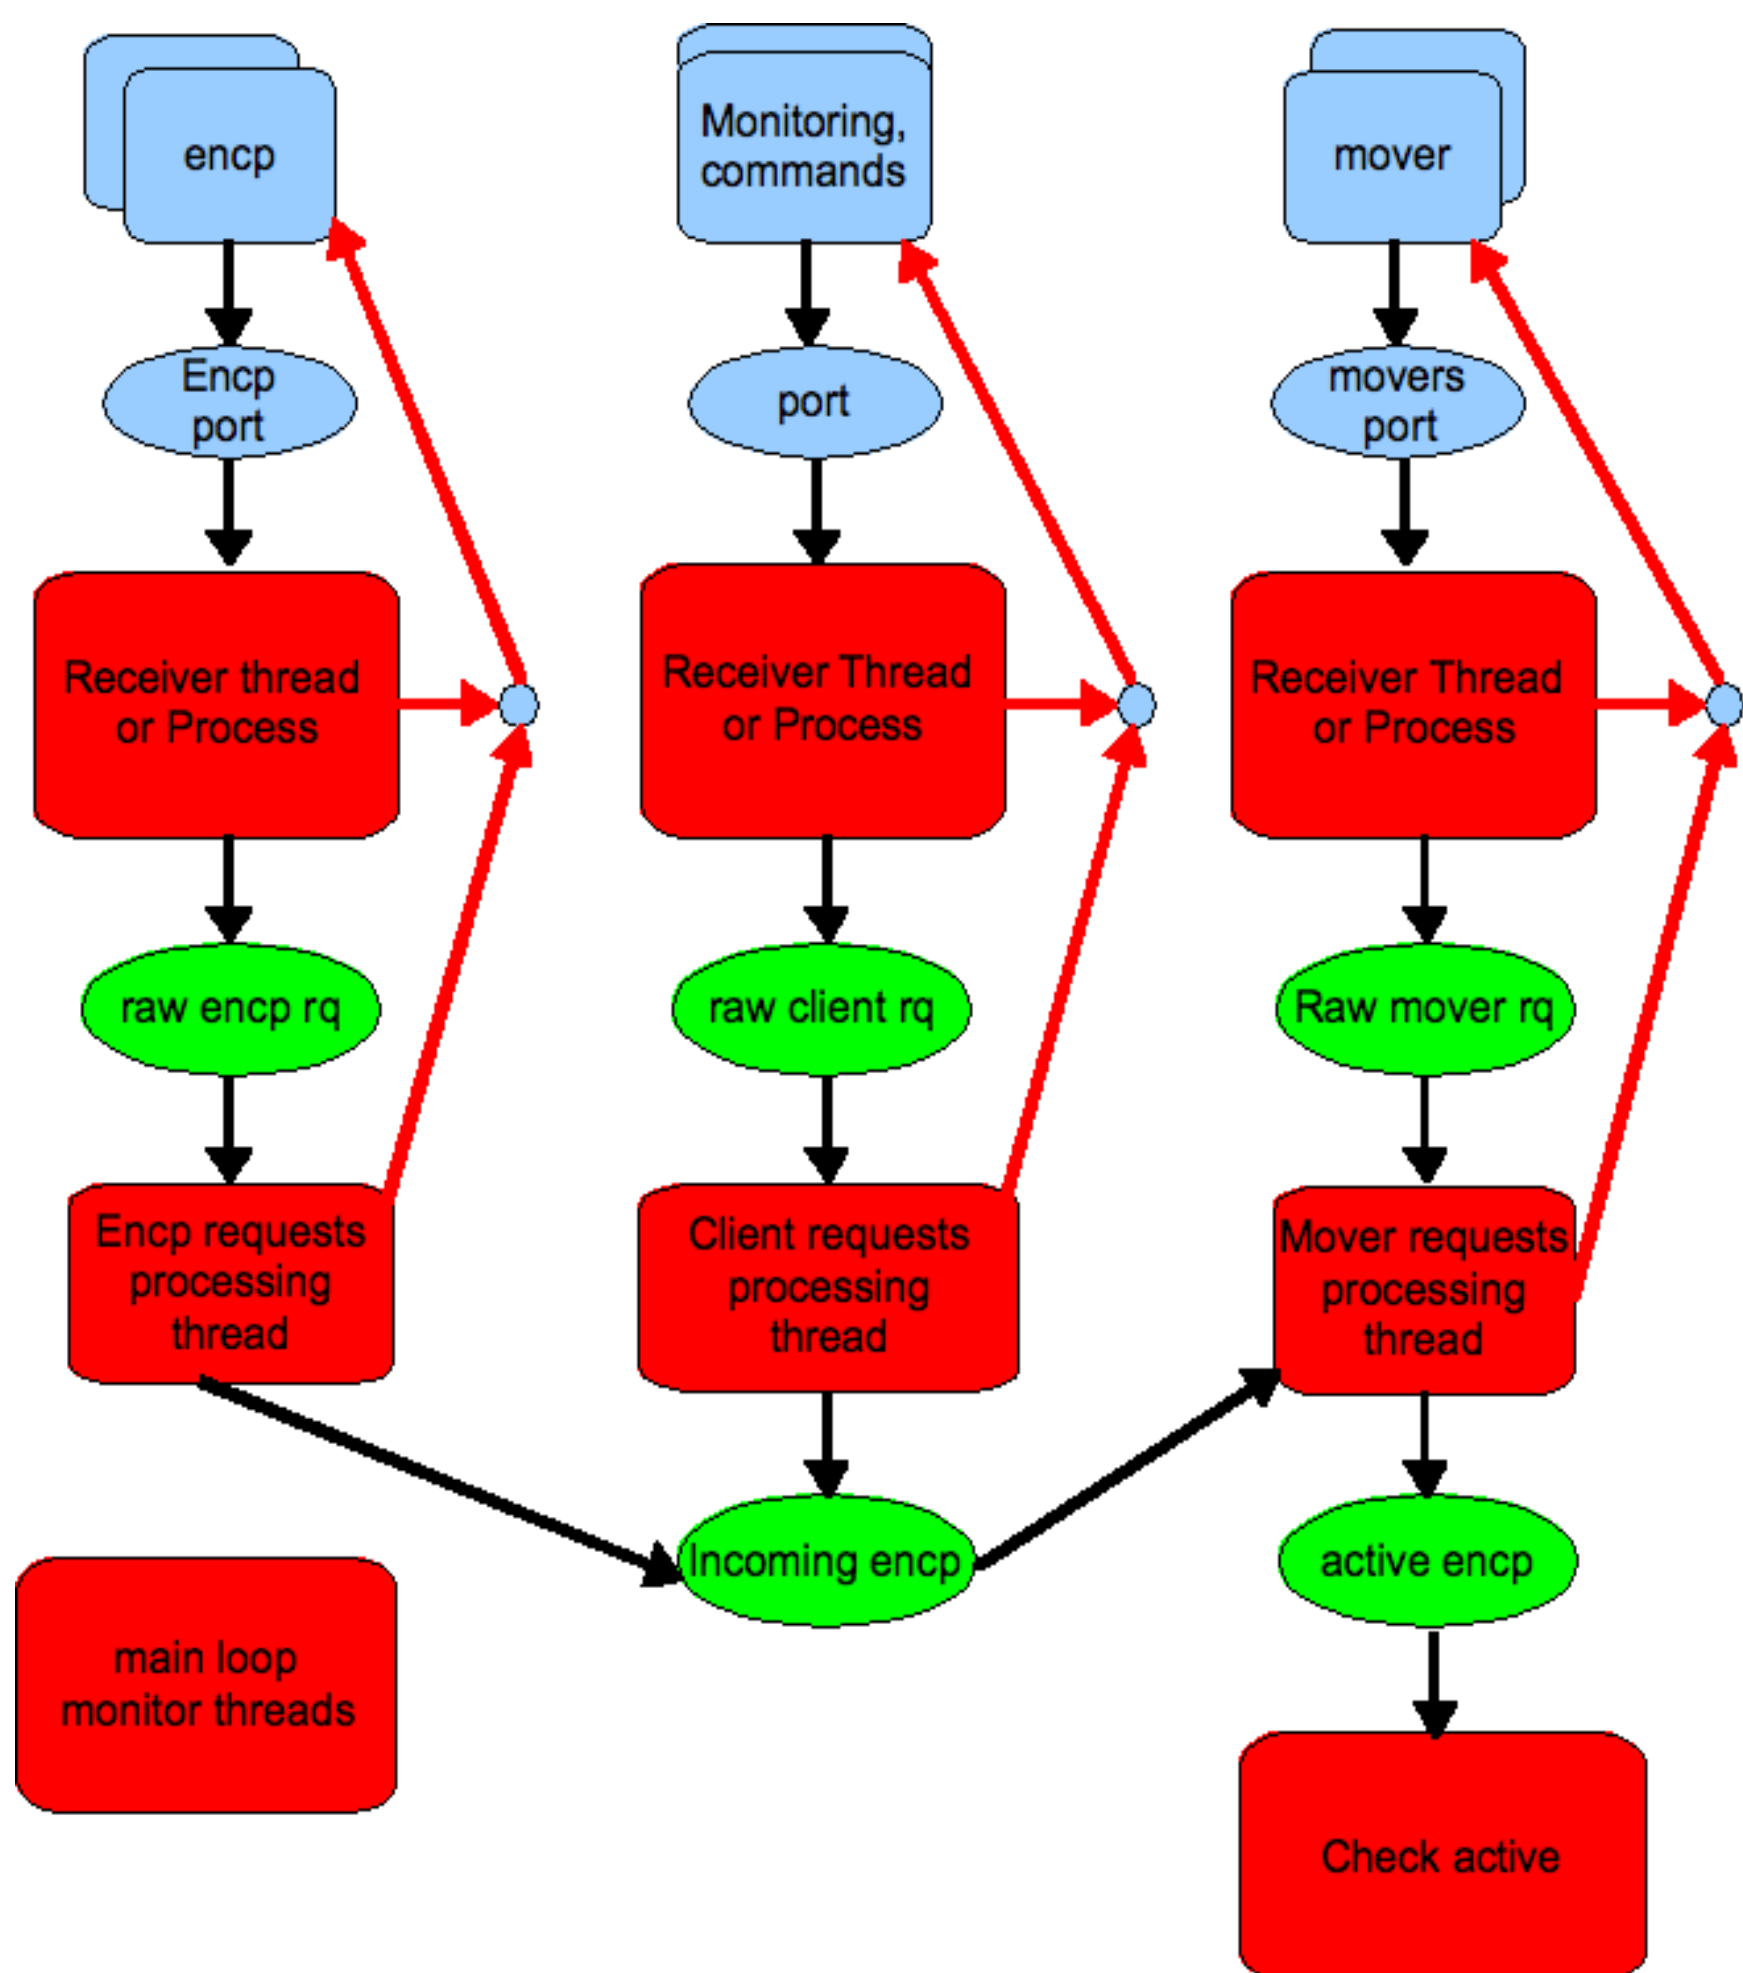 encp
Monitoring,
commands
mover
Encp
port
port
movers
port
Receiver thread
or Process
Receiver Thread
or Process
Receiver Thread
or Process
raw encp rq
raw client rq
Raw mover rq
Encp requests
processing
thread
Client requests
processing
thread
Mover requests
processing
thread
Incoming encp
active encp
main loop
monitor threads
Check active